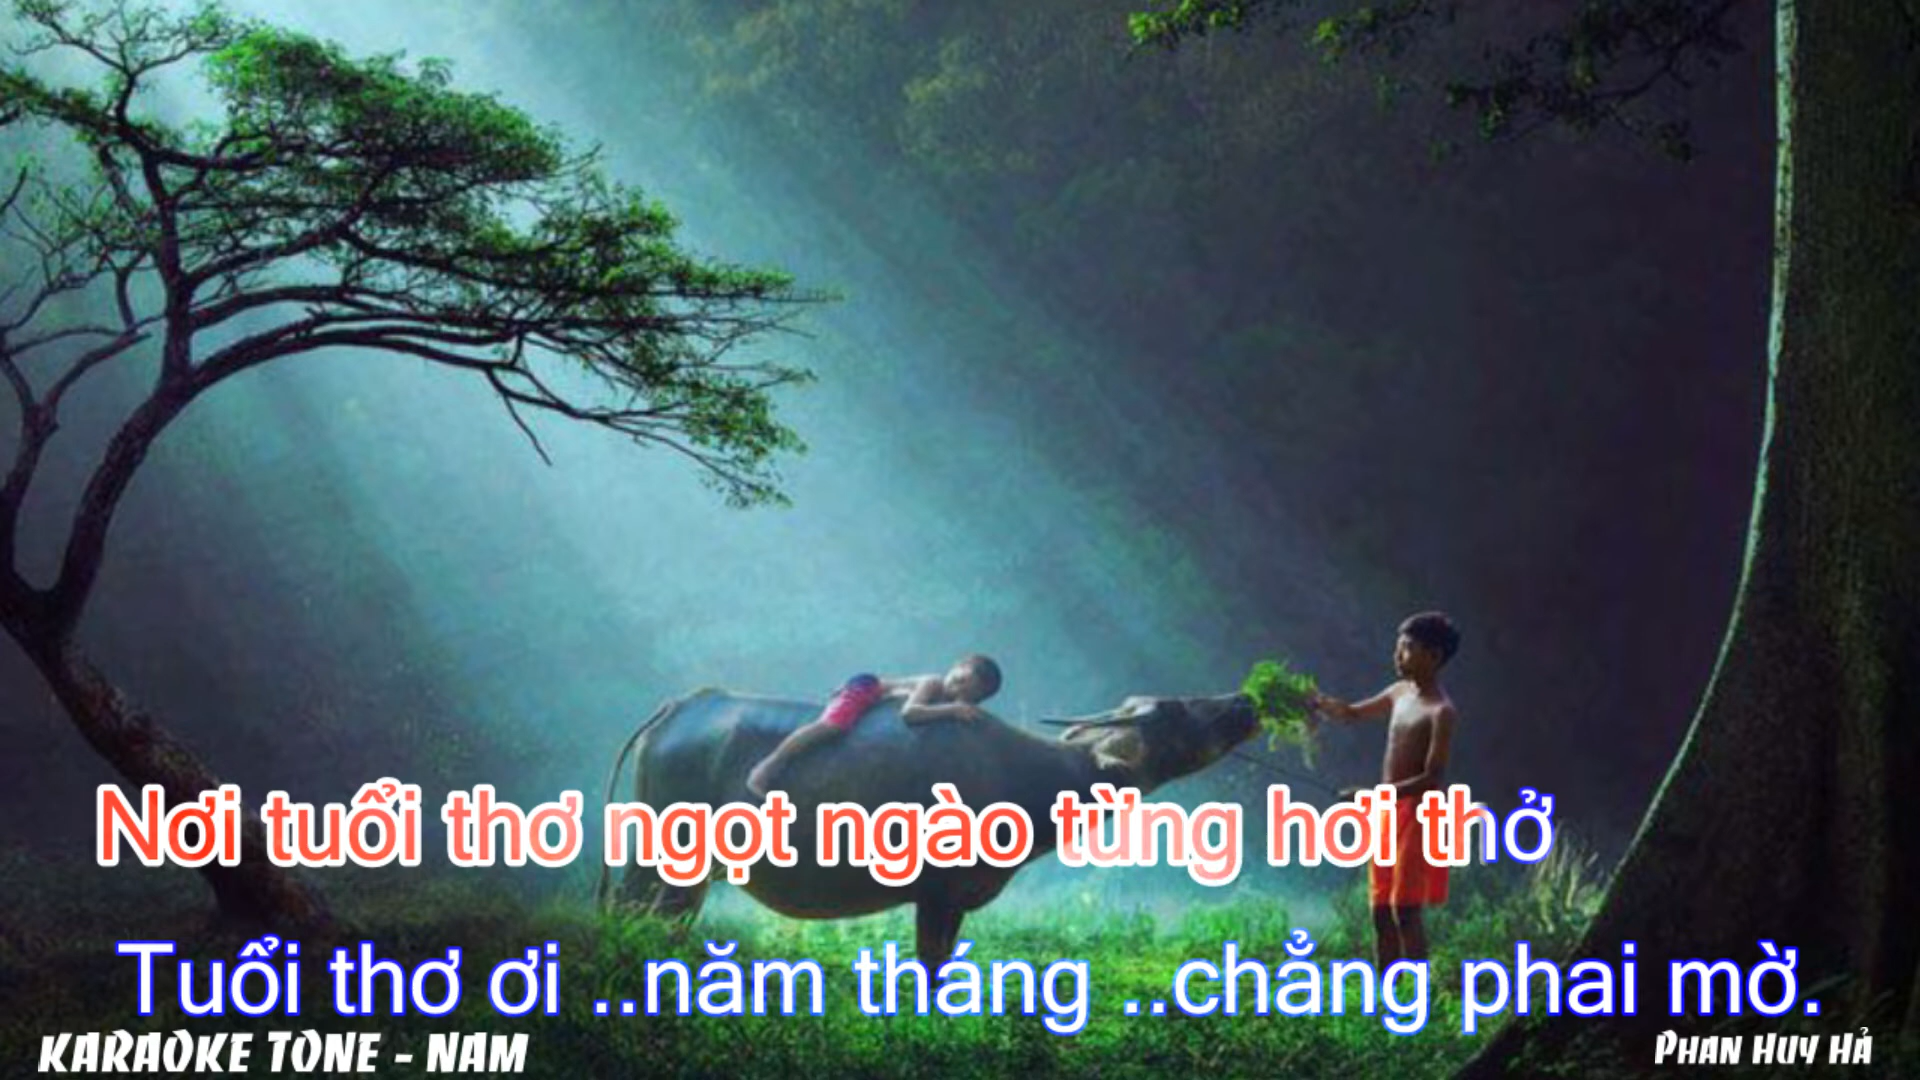 Nơi tuổi thơ ngọt ngào từng hơi thở
Tuổi thơ ơi ..năm tháng ..chẳng phai mờ.
KARAOKE TONE - NAM
PHAN HUY HẢ